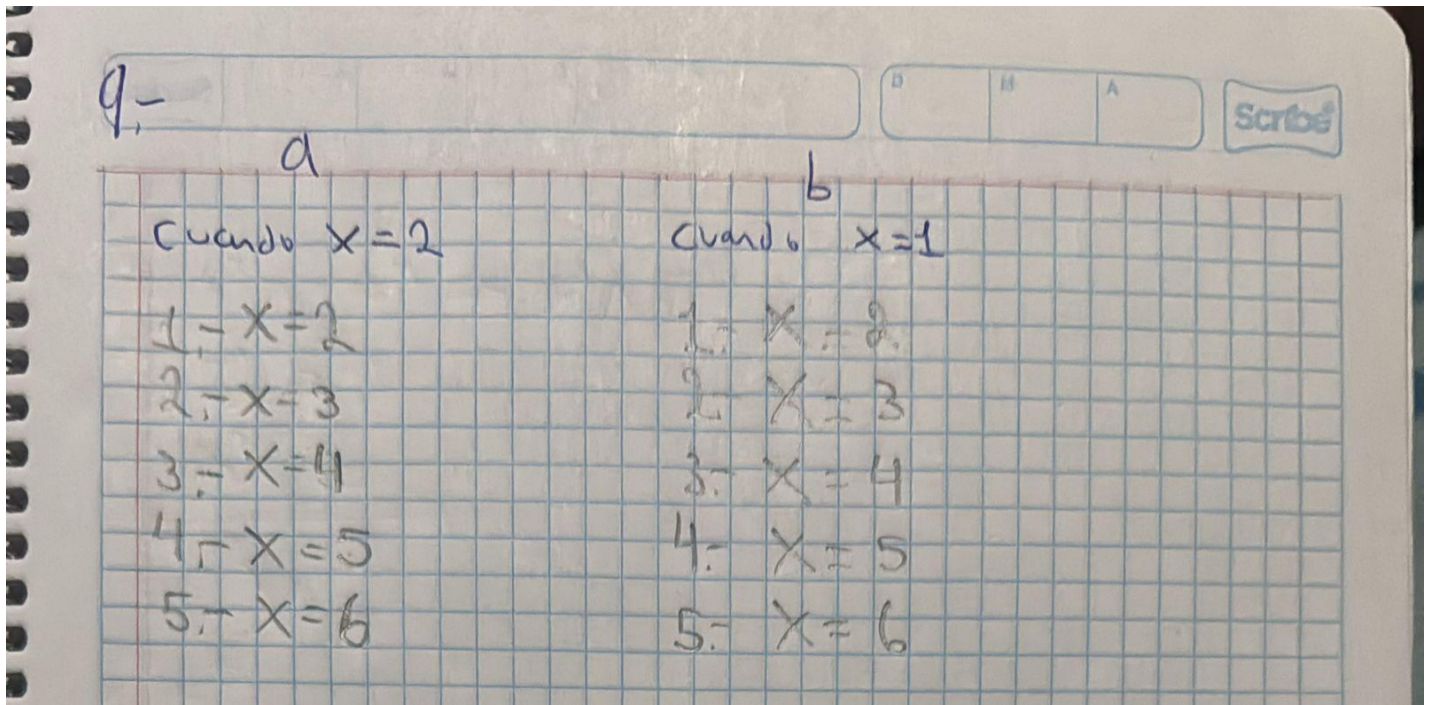 9.-
D M A
Scribe
a
Cuando x=2
1.- X=2
2.- X=3
3.- X=4
4.- X=5
5.- X=6
b
Cuando x=1
1.- X=2
2.- X=3
3.- X=4
4.- X=5
5.- X=6